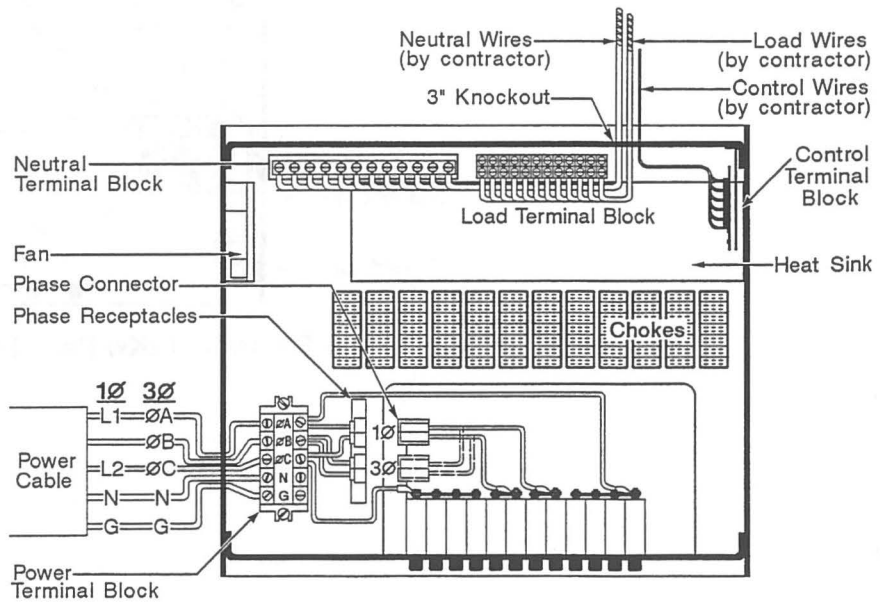 Neutral Wires
(by contractor)
Load Wires
(by contractor)
3" Knockout
Control Wires
(by contractor)
Neutral
Terminal Block
Control
Terminal
Block
Load Terminal Block
Fan
Heat Sink
Phase Connector
Phase Receptacles
Chokes
1Ø 3Ø
L1 ØA
ØB
L2 ØC
N N
G G
Power
Cable
ØA
ØB
ØC
N
G
1Ø
3Ø
Power
Terminal Block